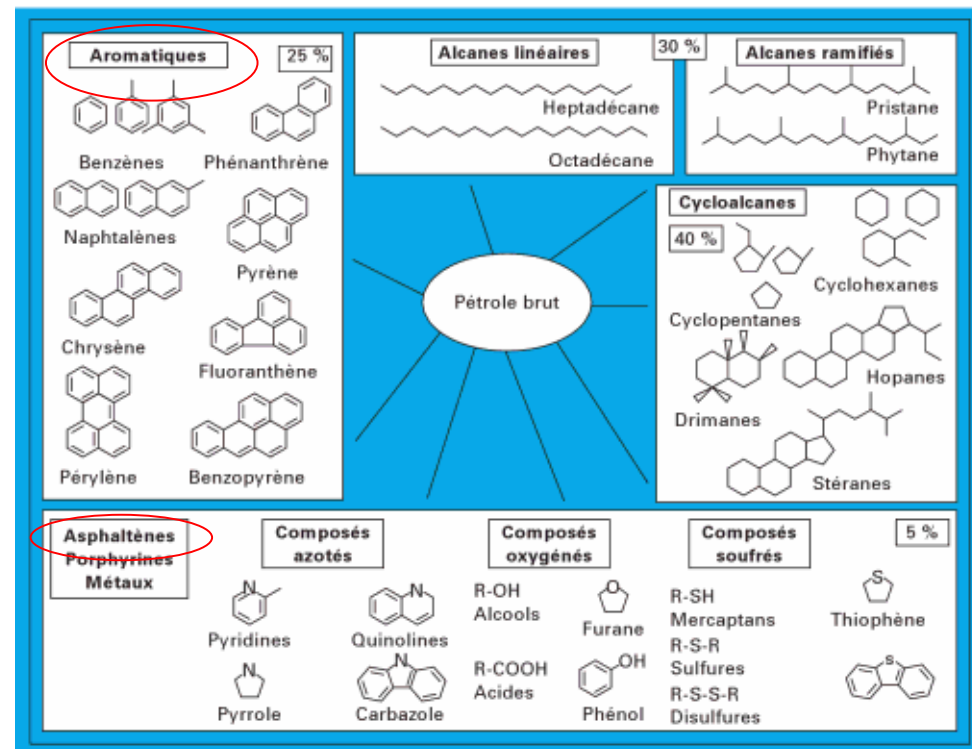 Aromatiques
25 %
Benzènes
Phénanthrène
Naphtalènes
Pyrène
Chrysène
Fluoranthène
Pérylène
Benzopyrène
Alcanes linéaires
30 %
Alcanes ramifiés
Heptadécane
Octadécane
Pristane
Phytane
Cycloalcanes
40 %
Cyclohexanes
Cyclopentanes
Hopanes
Drimanes
Stéranes
Pétrole brut
Asphaltènes
Porphyrines
Métaux
Composés
azotés
N
Pyridines
N
Quinolines
N
Pyrrole
N
Carbazole
Composés
oxygénés
R-OH
Alcools
O
Furane
R-COOH
Acides
OH
Phénol
Composés
soufrés
5 %
R-SH
Mercaptans
R-S-R
Sulfures
R-S-S-R
Disulfures
S
Thiophène
S